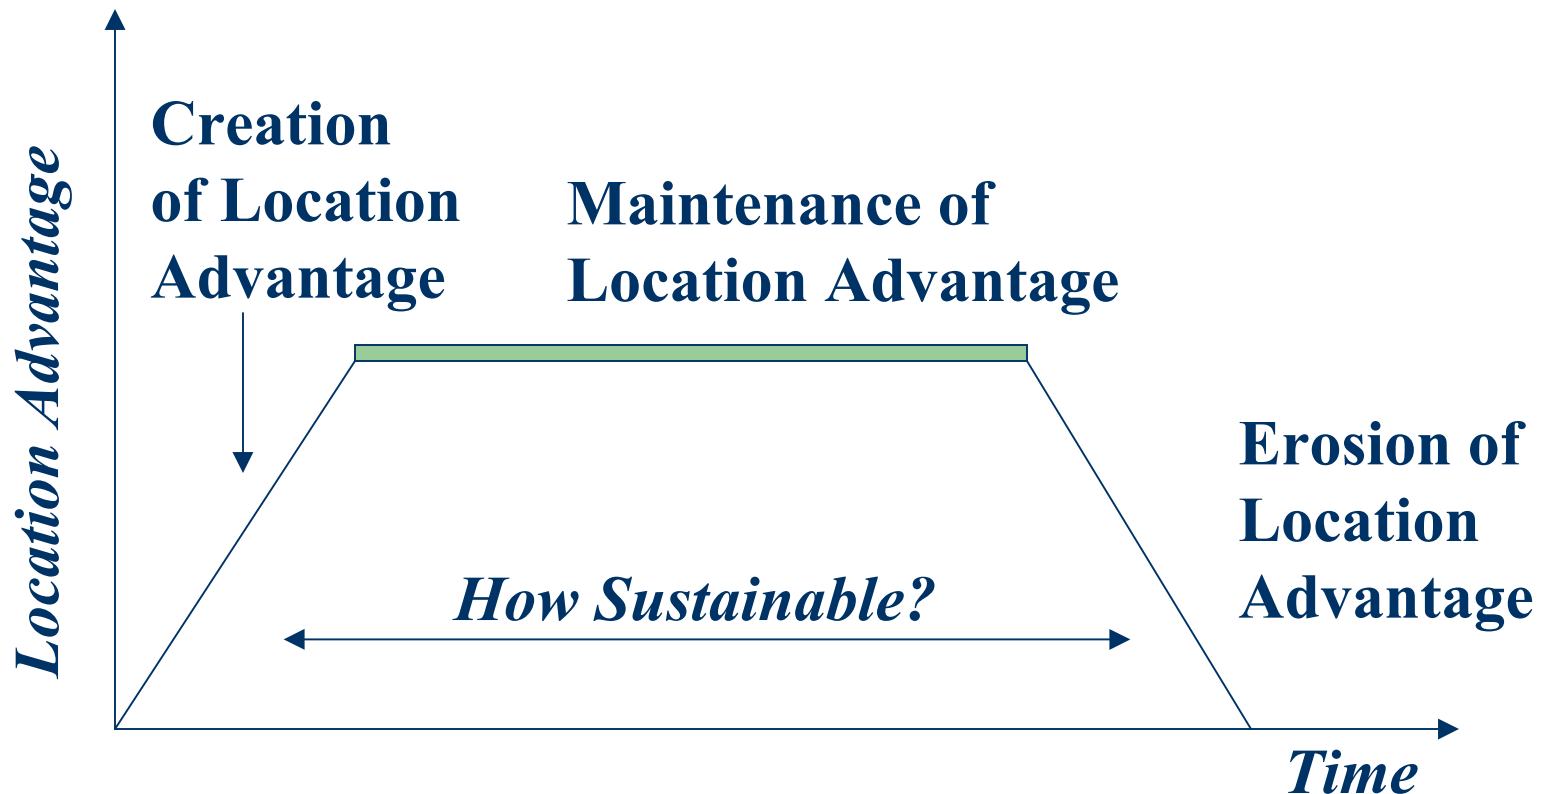 Location Advantage
Creation
of Location
Advantage
Maintenance of
Location Advantage
Erosion of
Location
Advantage
How Sustainable?
Time